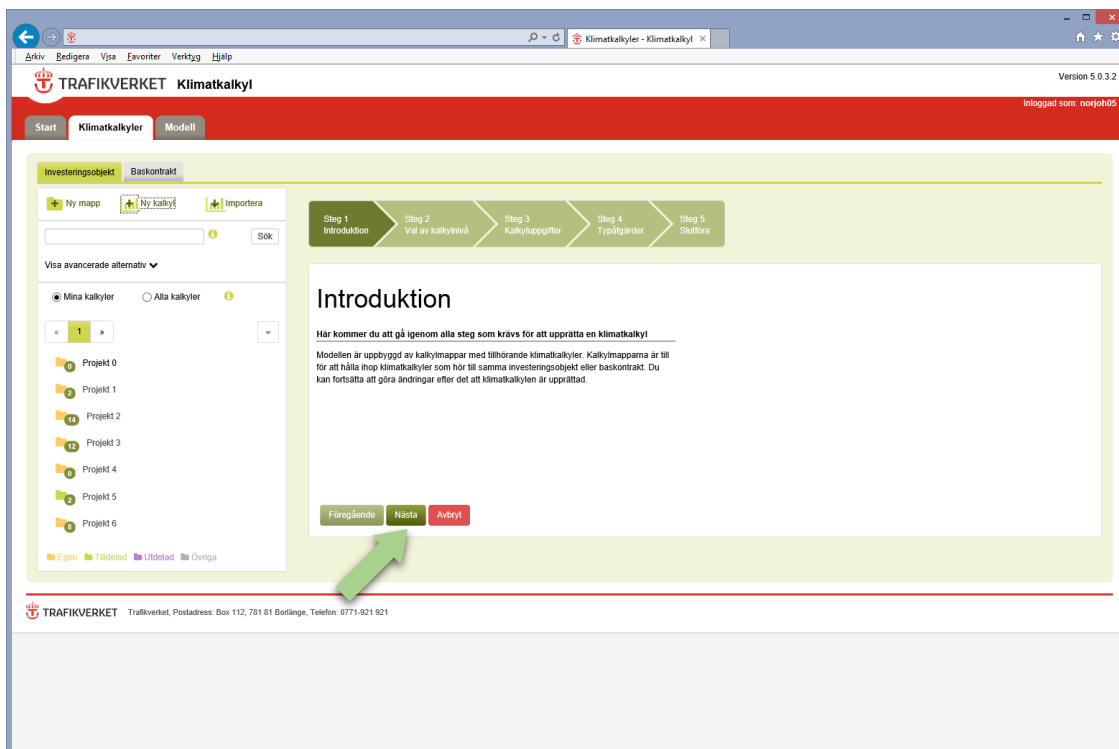 Klimatkalkyler - Klimatkalkyl
Arkiv Redigera Visa Favoriter Verktyg Hjälp
TRAFIKVERKET Klimatkalkyl
Version 5.0.3.2
Inloggad som: norjoh05
Start Klimatkalkyler Modell
Investeringsobjekt Baskontrakt
Ny mapp Ny kalkyl Importera
Sök
Visa avancerade alternativ
Mina kalkyler Alla kalkyler
« 1 »
0 Projekt 0
2 Projekt 1
14 Projekt 2
12 Projekt 3
0 Projekt 4
2 Projekt 5
8 Projekt 6
Egen Tilldelad Utdelad Övriga
Steg 1 Steg 2 Steg 3 Steg 4 Steg 5
Introduktion Val av kalkylnivå Kalkyluppgifter Typåtgärder Slutföra
Introduktion
Här kommer du att gå igenom alla steg som krävs för att upprätta en klimatkalkyl
Modellen är uppbyggd av kalkylmappar med tillhörande klimatkalkyler. Kalkylmapparna är till
för att hålla ihop klimatkalkyler som hör till samma investeringsobjekt eller baskontrakt. Du
kan fortsätta att göra ändringar efter det att klimatkalkylen är upprättad.
Föregående Nästa Avbryt
TRAFIKVERKET Trafikverket, Postadress: Box 112, 781 81 Borlänge, Telefon: 0771-921 921